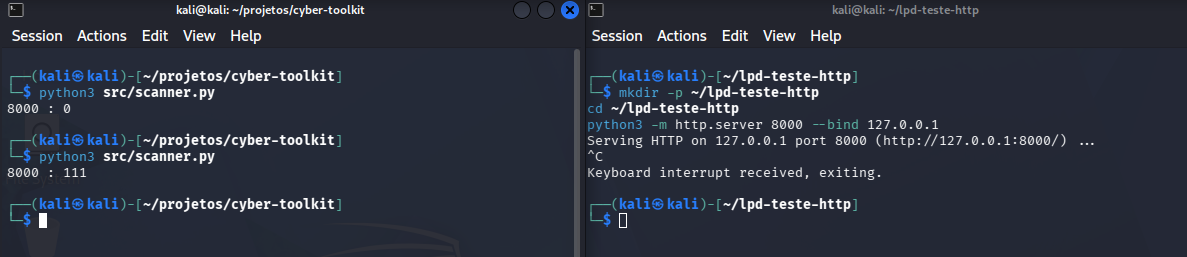 kali@kali: ~/projetos/cyber-toolkit
Session Actions Edit View Help
┌──(kali㉿kali)-[~/projetos/cyber-toolkit]
└─$ python3 src/scanner.py
8000 : 0
┌──(kali㉿kali)-[~/projetos/cyber-toolkit]
└─$ python3 src/scanner.py
8000 : 111
┌──(kali㉿kali)-[~/projetos/cyber-toolkit]
└─$
kali@kali: ~/lpd-teste-http
Session Actions Edit View Help
┌──(kali㉿kali)-[~/lpd-teste-http]
└─$ mkdir -p ~/lpd-teste-http
cd ~/lpd-teste-http
python3 -m http.server 8000 --bind 127.0.0.1
Serving HTTP on 127.0.0.1 port 8000 (http://127.0.0.1:8000/) ...
^C
Keyboard interrupt received, exiting.
┌──(kali㉿kali)-[~/lpd-teste-http]
└─$